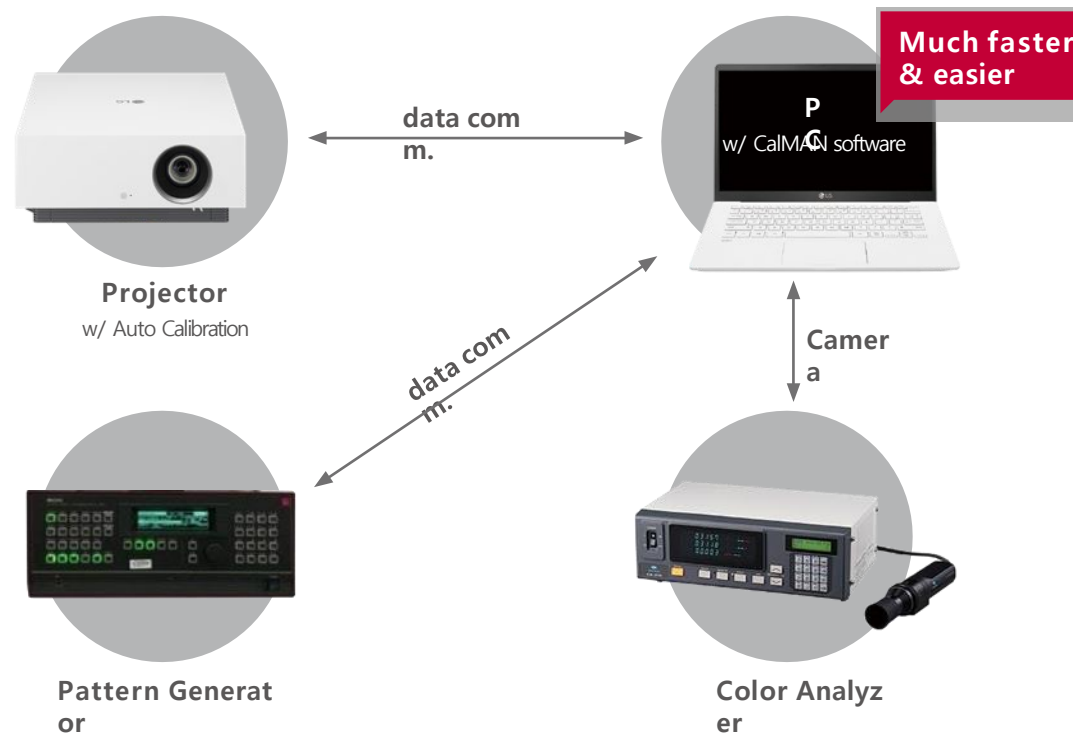 Much faster
& easier
P
C
w/ CalMAN software
data com
m.
LG
Projector
w/ Auto Calibration
data com
m.
Camer
a
Pattern Generat
or
Color Analyz
er